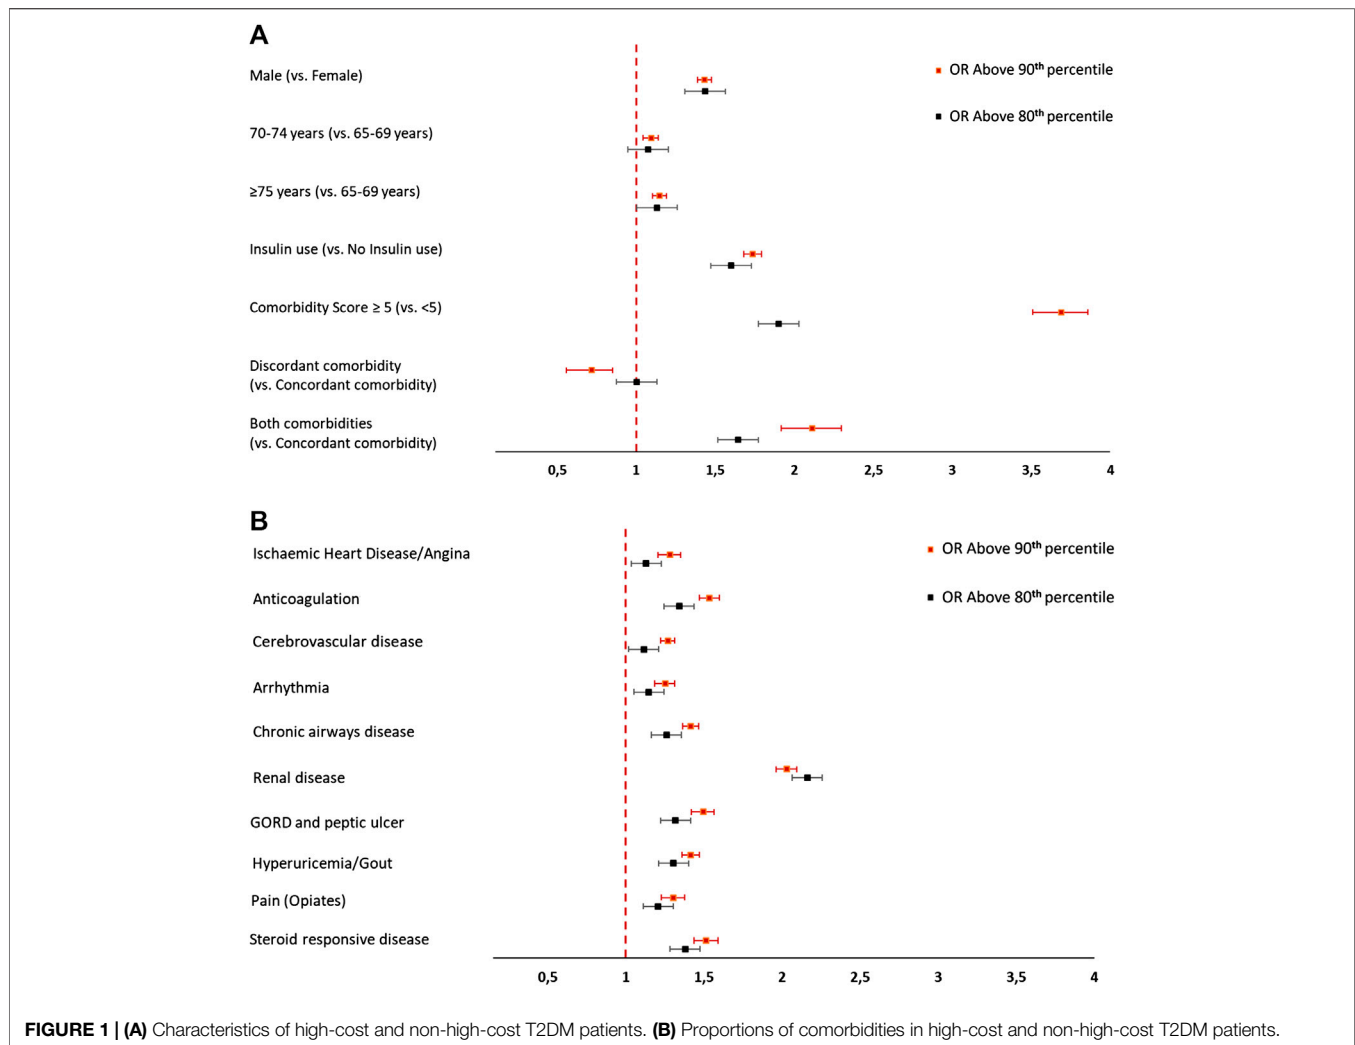 A
Male (vs. Female)
OR Above 90th percentile
OR Above 80th percentile
70-74 years (vs. 65-69 years)
≥75 years (vs. 65-69 years)
Insulin use (vs. No Insulin use)
Comorbidity Score ≥ 5 (vs. <5)
Discordant comorbidity
(vs. Concordant comorbidity)
Both comorbidities
(vs. Concordant comorbidity)
0,5 1 1,5 2 2,5 3 3,5 4
B
Ischaemic Heart Disease/Angina
OR Above 90th percentile
Anticoagulation
OR Above 80th percentile
Cerebrovascular disease
Arrhythmia
Chronic airways disease
Renal disease
GORD and peptic ulcer
Hyperuricemia/Gout
Pain (Opiates)
Steroid responsive disease
0,5 1 1,5 2 2,5 3 3,5 4
FIGURE 1 | (A) Characteristics of high-cost and non-high-cost T2DM patients. (B) Proportions of comorbidities in high-cost and non-high-cost T2DM patients.